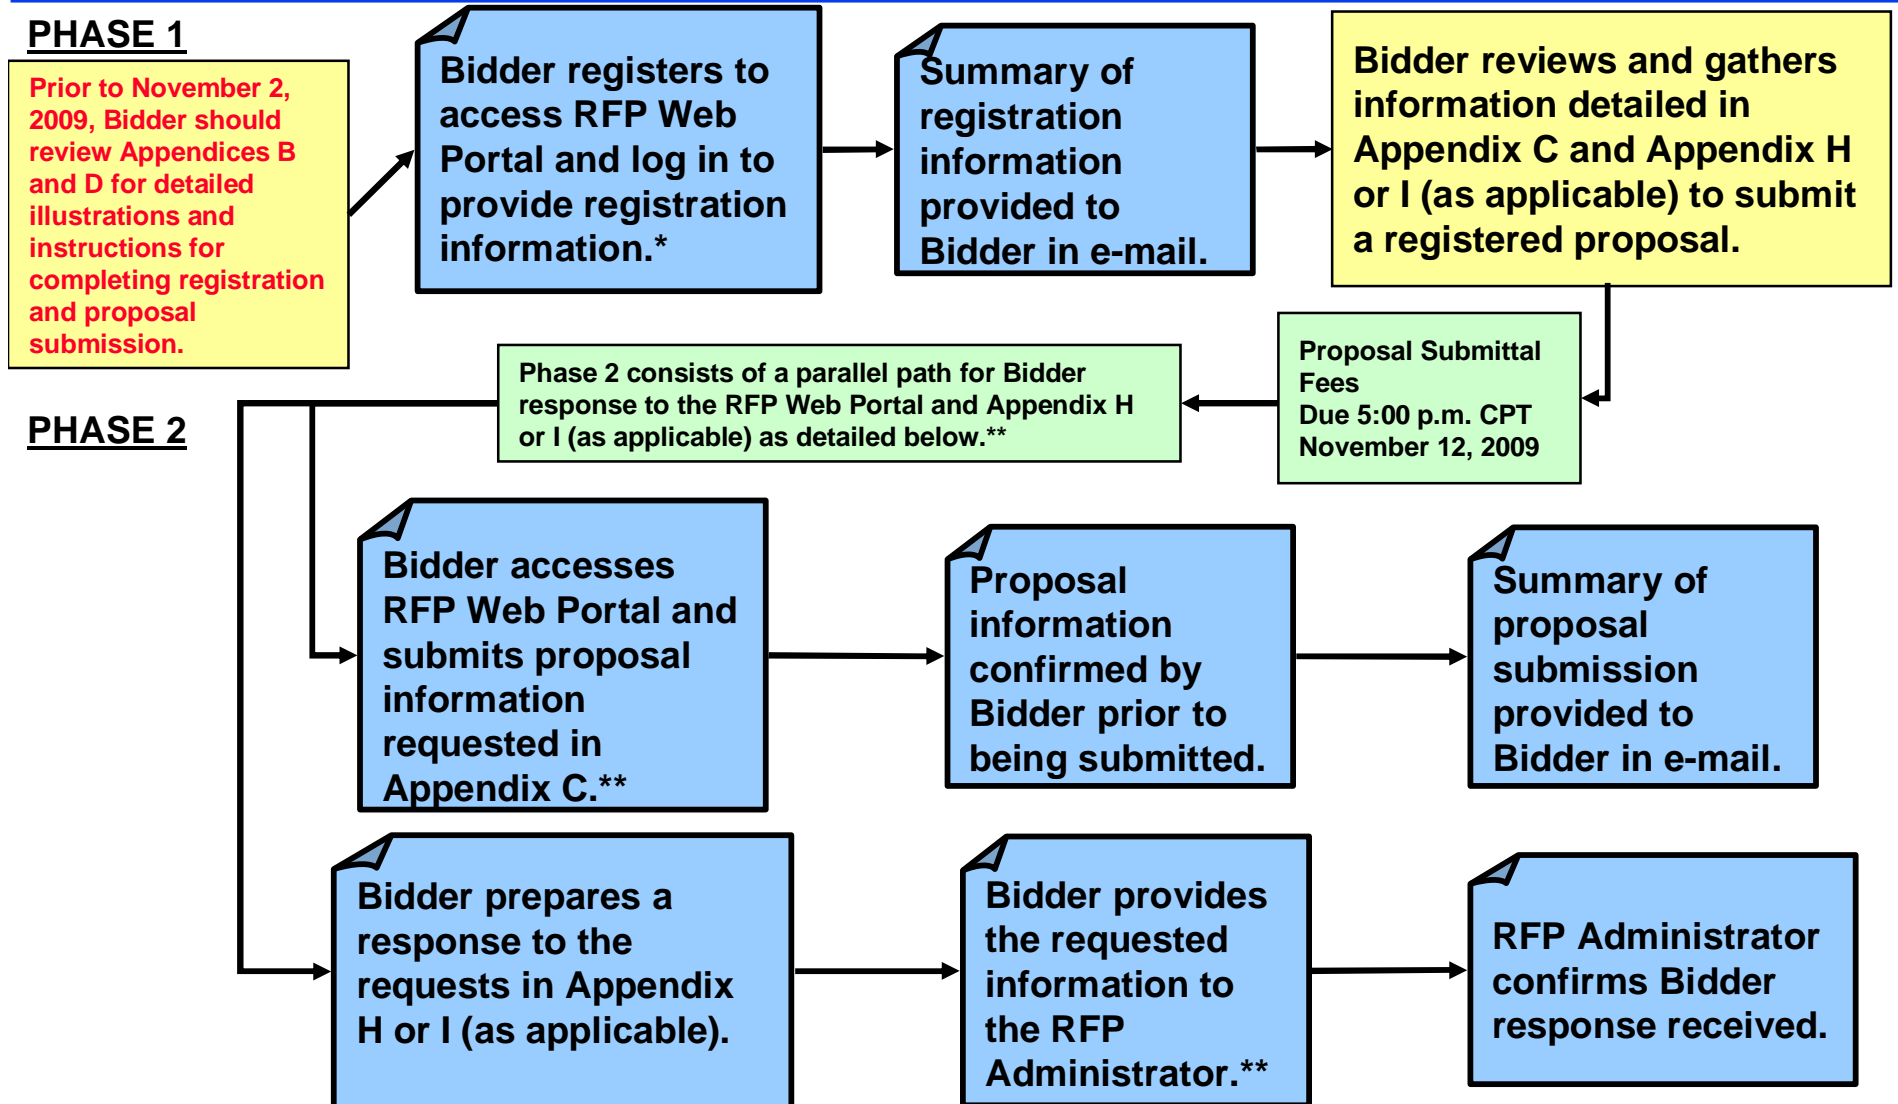 PHASE 1
Prior to November 2,
2009, Bidder should
review Appendices B
and D for detailed
illustrations and
instructions for
completing registration
and proposal
submission.
Bidder registers to
access RFP Web
Portal and log in to
provide registration
information.*
Summary of
registration
information
provided to
Bidder in e-mail.
Bidder reviews and gathers
information detailed in
Appendix C and Appendix H
or I (as applicable) to submit
a registered proposal.
Proposal Submittal
Fees
Due 5:00 p.m. CPT
November 12, 2009
Phase 2 consists of a parallel path for Bidder
response to the RFP Web Portal and Appendix H
or I (as applicable) as detailed below.**
PHASE 2
Bidder accesses
RFP Web Portal and
submits proposal
information
requested in
Appendix C.**
Proposal
information
confirmed by
Bidder prior to
being submitted.
Summary of
proposal
submission
provided to
Bidder in e-mail.
Bidder prepares a
response to the
requests in Appendix
H or I (as applicable).
Bidder provides
the requested
information to
the RFP
Administrator.**
RFP Administrator
confirms Bidder
response received.